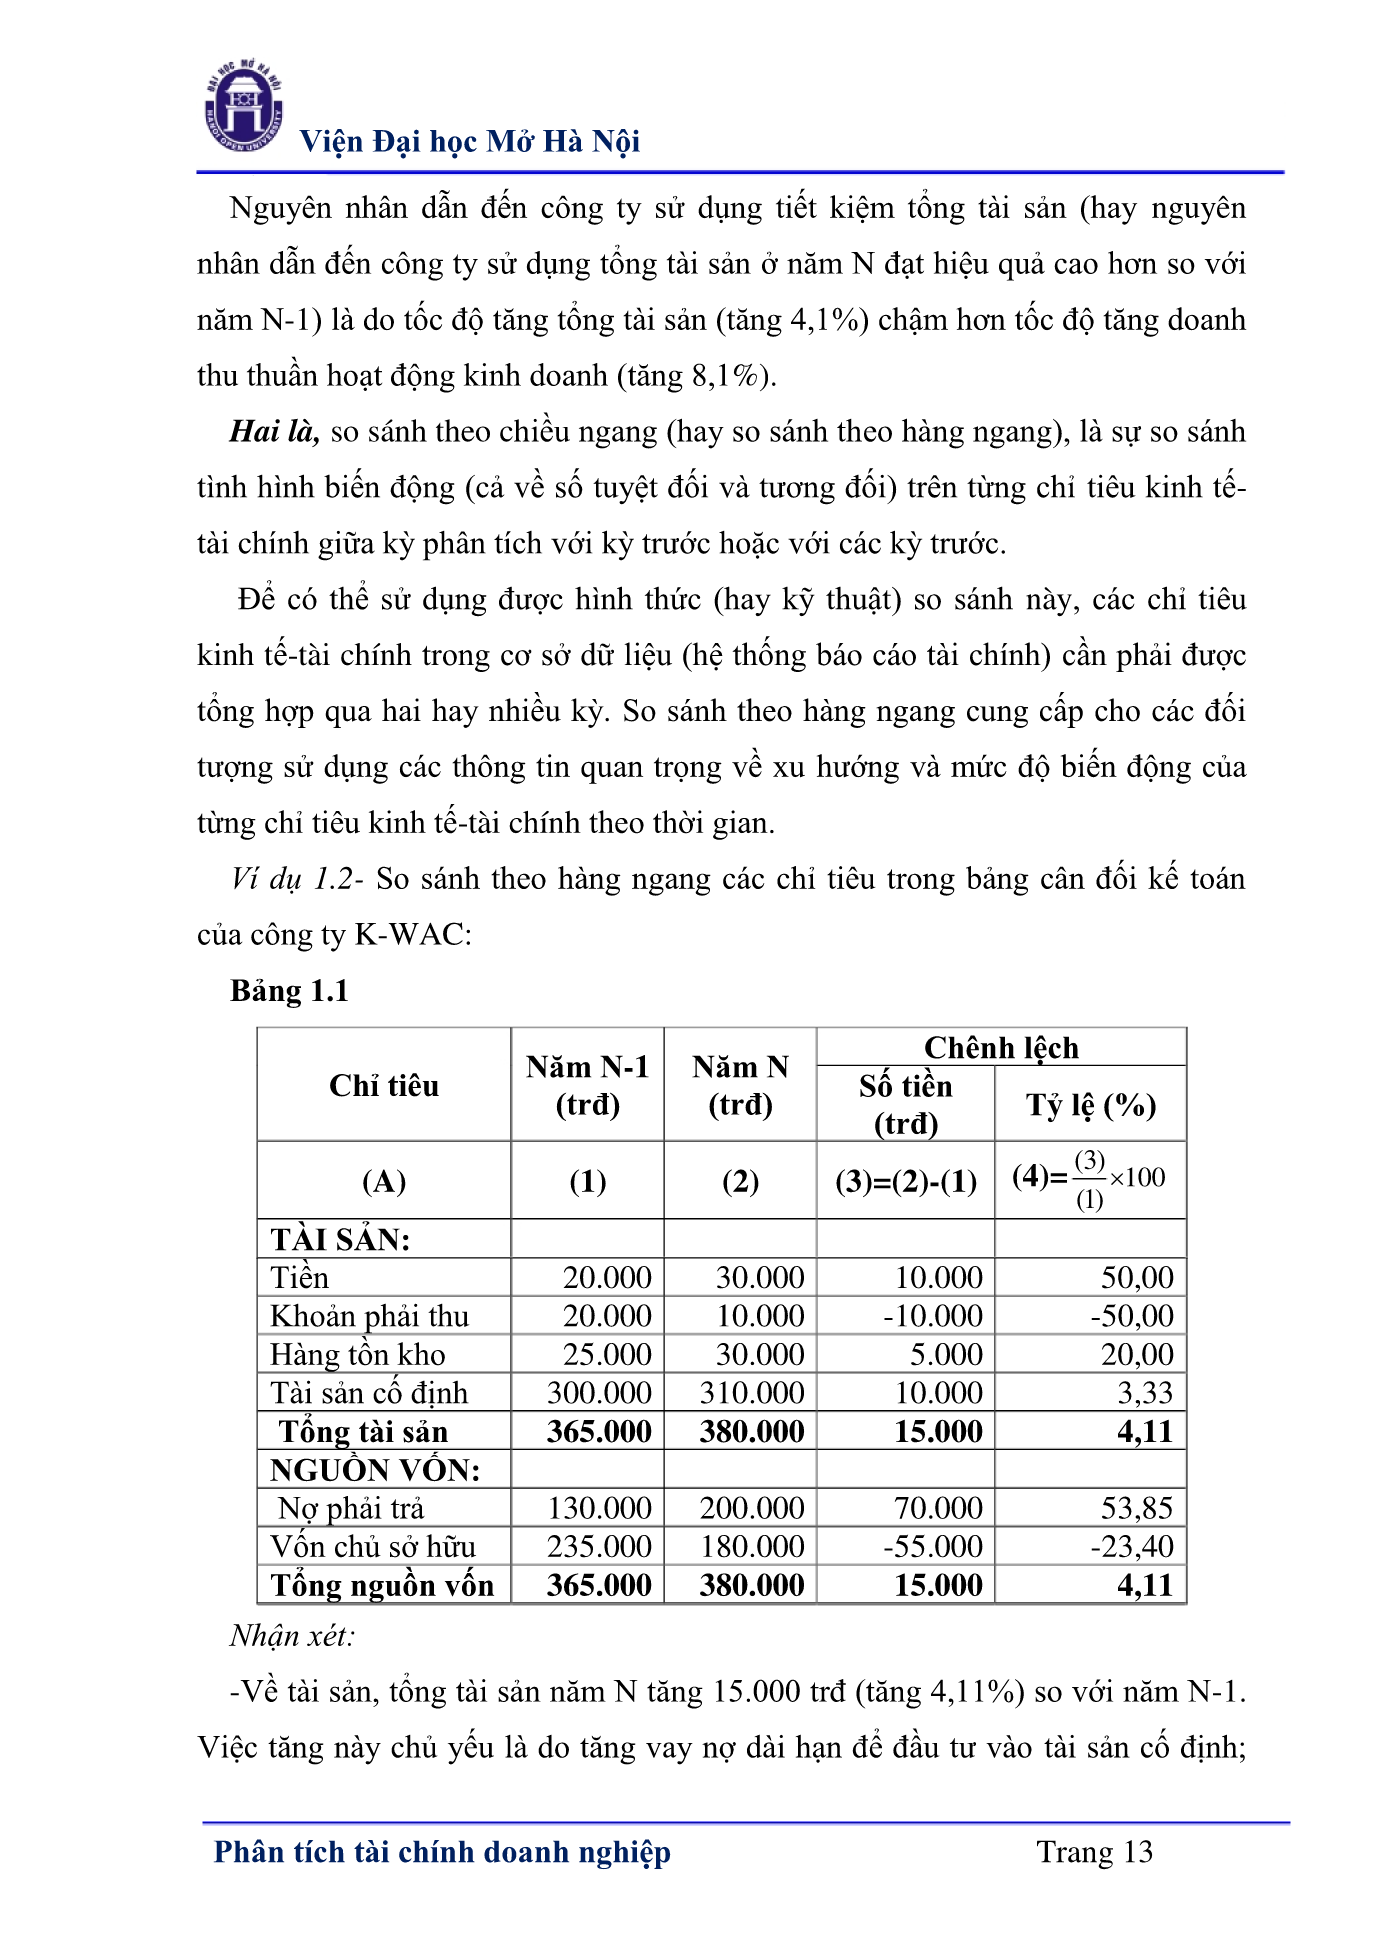 ĐẠI HỌC MỞ HÀ NỘI
HANOI OPEN UNIVERSITY
Viện Đại học Mở Hà Nội
Nguyên nhân dẫn đến công ty sử dụng tiết kiệm tổng tài sản (hay nguyên
nhân dẫn đến công ty sử dụng tổng tài sản ở năm N đạt hiệu quả cao hơn so với
năm N-1) là do tốc độ tăng tổng tài sản (tăng 4,1%) chậm hơn tốc độ tăng doanh
thu thuần hoạt động kinh doanh (tăng 8,1%).
Hai là, so sánh theo chiều ngang (hay so sánh theo hàng ngang), là sự so sánh
tình hình biến động (cả về số tuyệt đối và tương đối) trên từng chỉ tiêu kinh tế-
tài chính giữa kỳ phân tích với kỳ trước hoặc với các kỳ trước.
Để có thể sử dụng được hình thức (hay kỹ thuật) so sánh này, các chỉ tiêu
kinh tế-tài chính trong cơ sở dữ liệu (hệ thống báo cáo tài chính) cần phải được
tổng hợp qua hai hay nhiều kỳ. So sánh theo hàng ngang cung cấp cho các đối
tượng sử dụng các thông tin quan trọng về xu hướng và mức độ biến động của
từng chỉ tiêu kinh tế-tài chính theo thời gian.
Ví dụ 1.2- So sánh theo hàng ngang các chỉ tiêu trong bảng cân đối kế toán
của công ty K-WAC:
Bảng 1.1
Chỉ tiêu Năm N-1 (trđ) Năm N (trđ) Chênh lệch
Số tiền (trđ) Tỷ lệ (%)
(A) (1) (2) (3)=(2)-(1) (4)=(3)/(1)×100
TÀI SẢN:
Tiền 20.000 30.000 10.000 50,00
Khoản phải thu 20.000 10.000 -10.000 -50,00
Hàng tồn kho 25.000 30.000 5.000 20,00
Tài sản cố định 300.000 310.000 10.000 3,33
Tổng tài sản 365.000 380.000 15.000 4,11
NGUỒN VỐN:
Nợ phải trả 130.000 200.000 70.000 53,85
Vốn chủ sở hữu 235.000 180.000 -55.000 -23,40
Tổng nguồn vốn 365.000 380.000 15.000 4,11
Nhận xét:
-Về tài sản, tổng tài sản năm N tăng 15.000 trđ (tăng 4,11%) so với năm N-1.
Việc tăng này chủ yếu là do tăng vay nợ dài hạn để đầu tư vào tài sản cố định;
Phân tích tài chính doanh nghiệp Trang 13